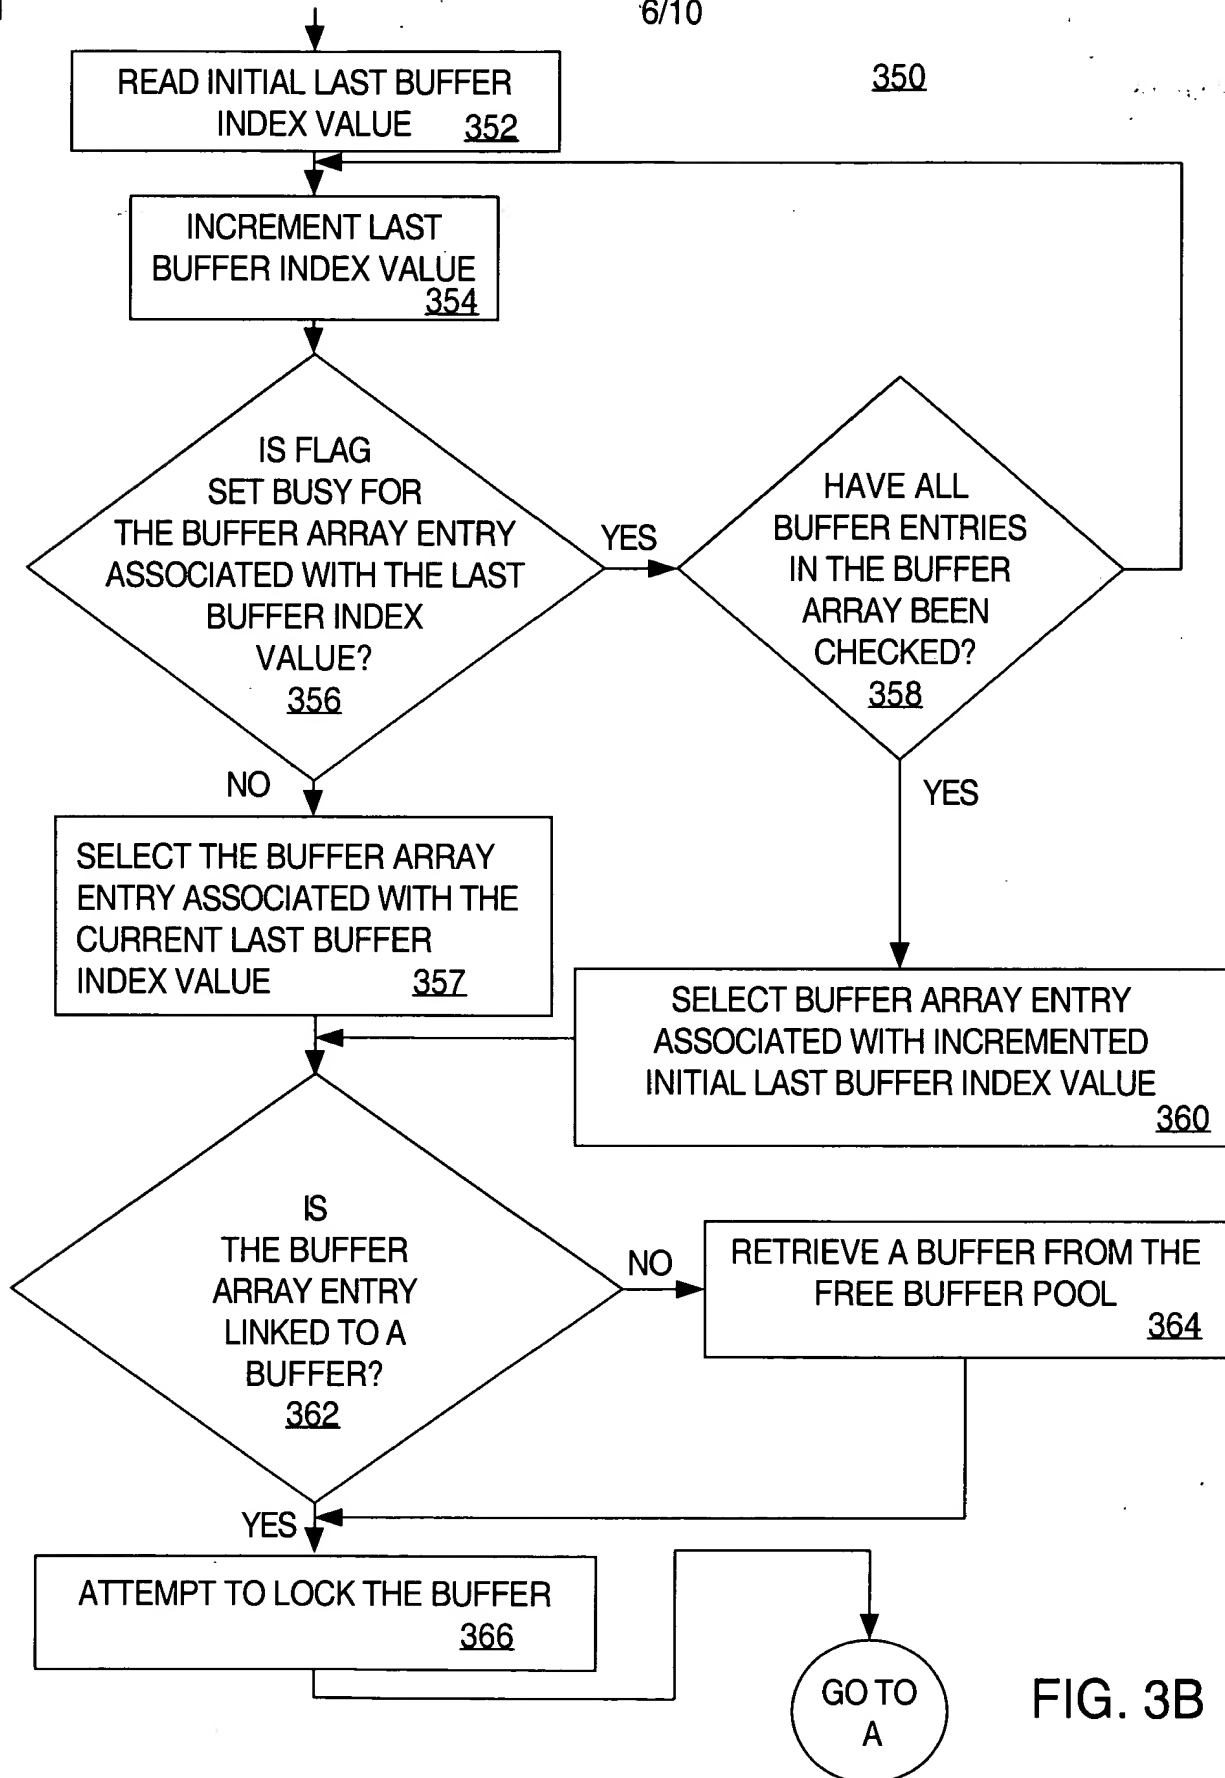 6/10
350
READ INITIAL LAST BUFFER
INDEX VALUE 352
INCREMENT LAST
BUFFER INDEX VALUE
354
IS FLAG
SET BUSY FOR
THE BUFFER ARRAY ENTRY
ASSOCIATED WITH THE LAST
BUFFER INDEX
VALUE?
356
YES
HAVE ALL
BUFFER ENTRIES
IN THE BUFFER
ARRAY BEEN
CHECKED?
358
NO
YES
SELECT THE BUFFER ARRAY
ENTRY ASSOCIATED WITH THE
CURRENT LAST BUFFER
INDEX VALUE 357
SELECT BUFFER ARRAY ENTRY
ASSOCIATED WITH INCREMENTED
INITIAL LAST BUFFER INDEX VALUE
360
IS
THE BUFFER
ARRAY ENTRY
LINKED TO A
BUFFER?
362
NO
RETRIEVE A BUFFER FROM THE
FREE BUFFER POOL
364
YES
ATTEMPT TO LOCK THE BUFFER
366
GO TO
A
FIG. 3B